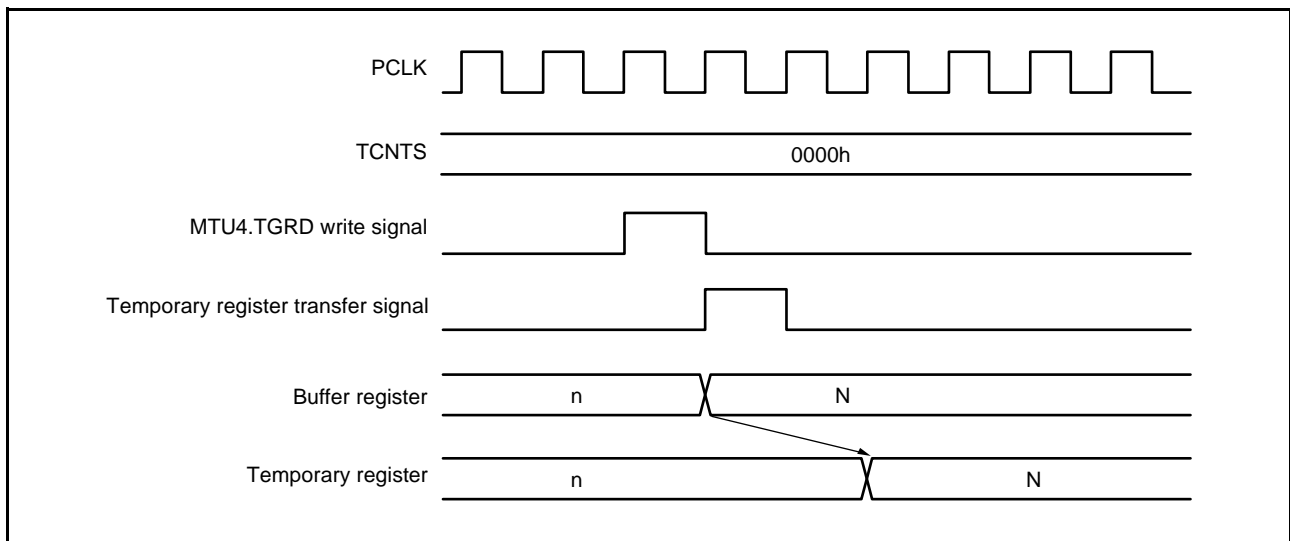 PCLK
TCNTS
0000h
MTU4.TGRD write signal
Temporary register transfer signal
Buffer register
n
N
Temporary register
n
N